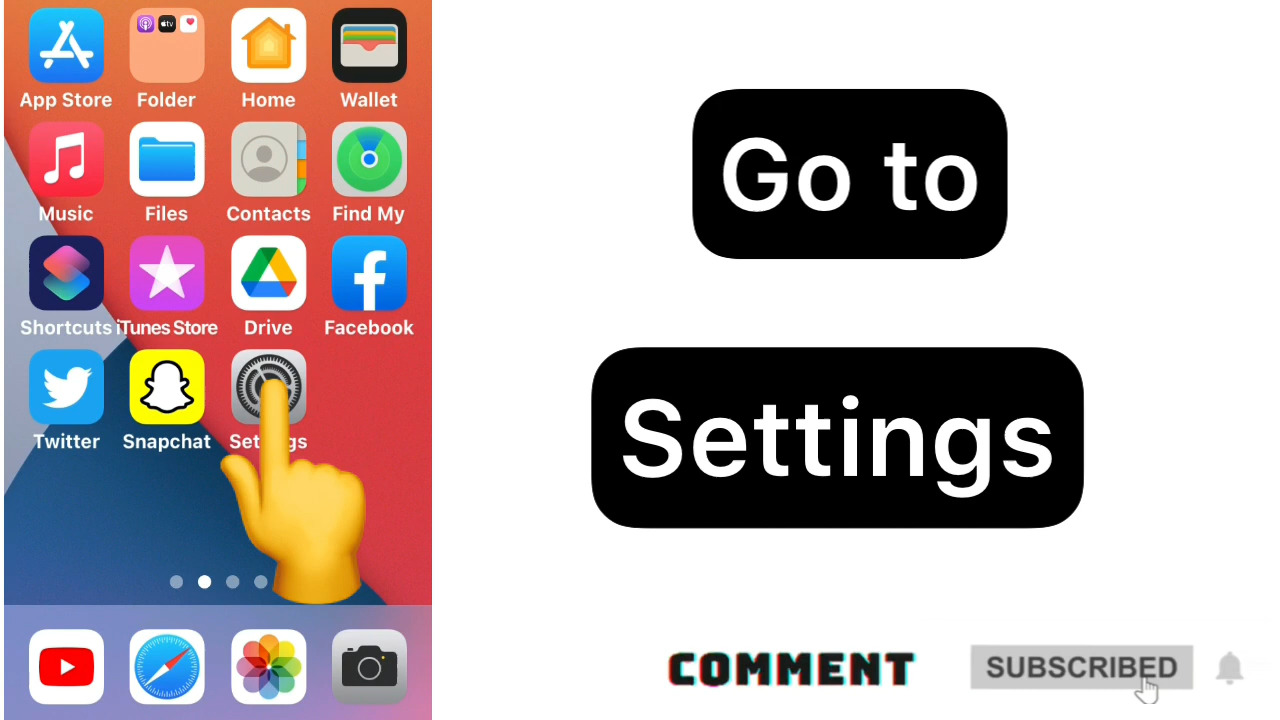 App Store Folder Home Wallet
Music Files Contacts Find My
Shortcuts iTunes Store Drive Facebook
Twitter Snapchat Settings
Go to
Settings
COMMENT SUBSCRIBED